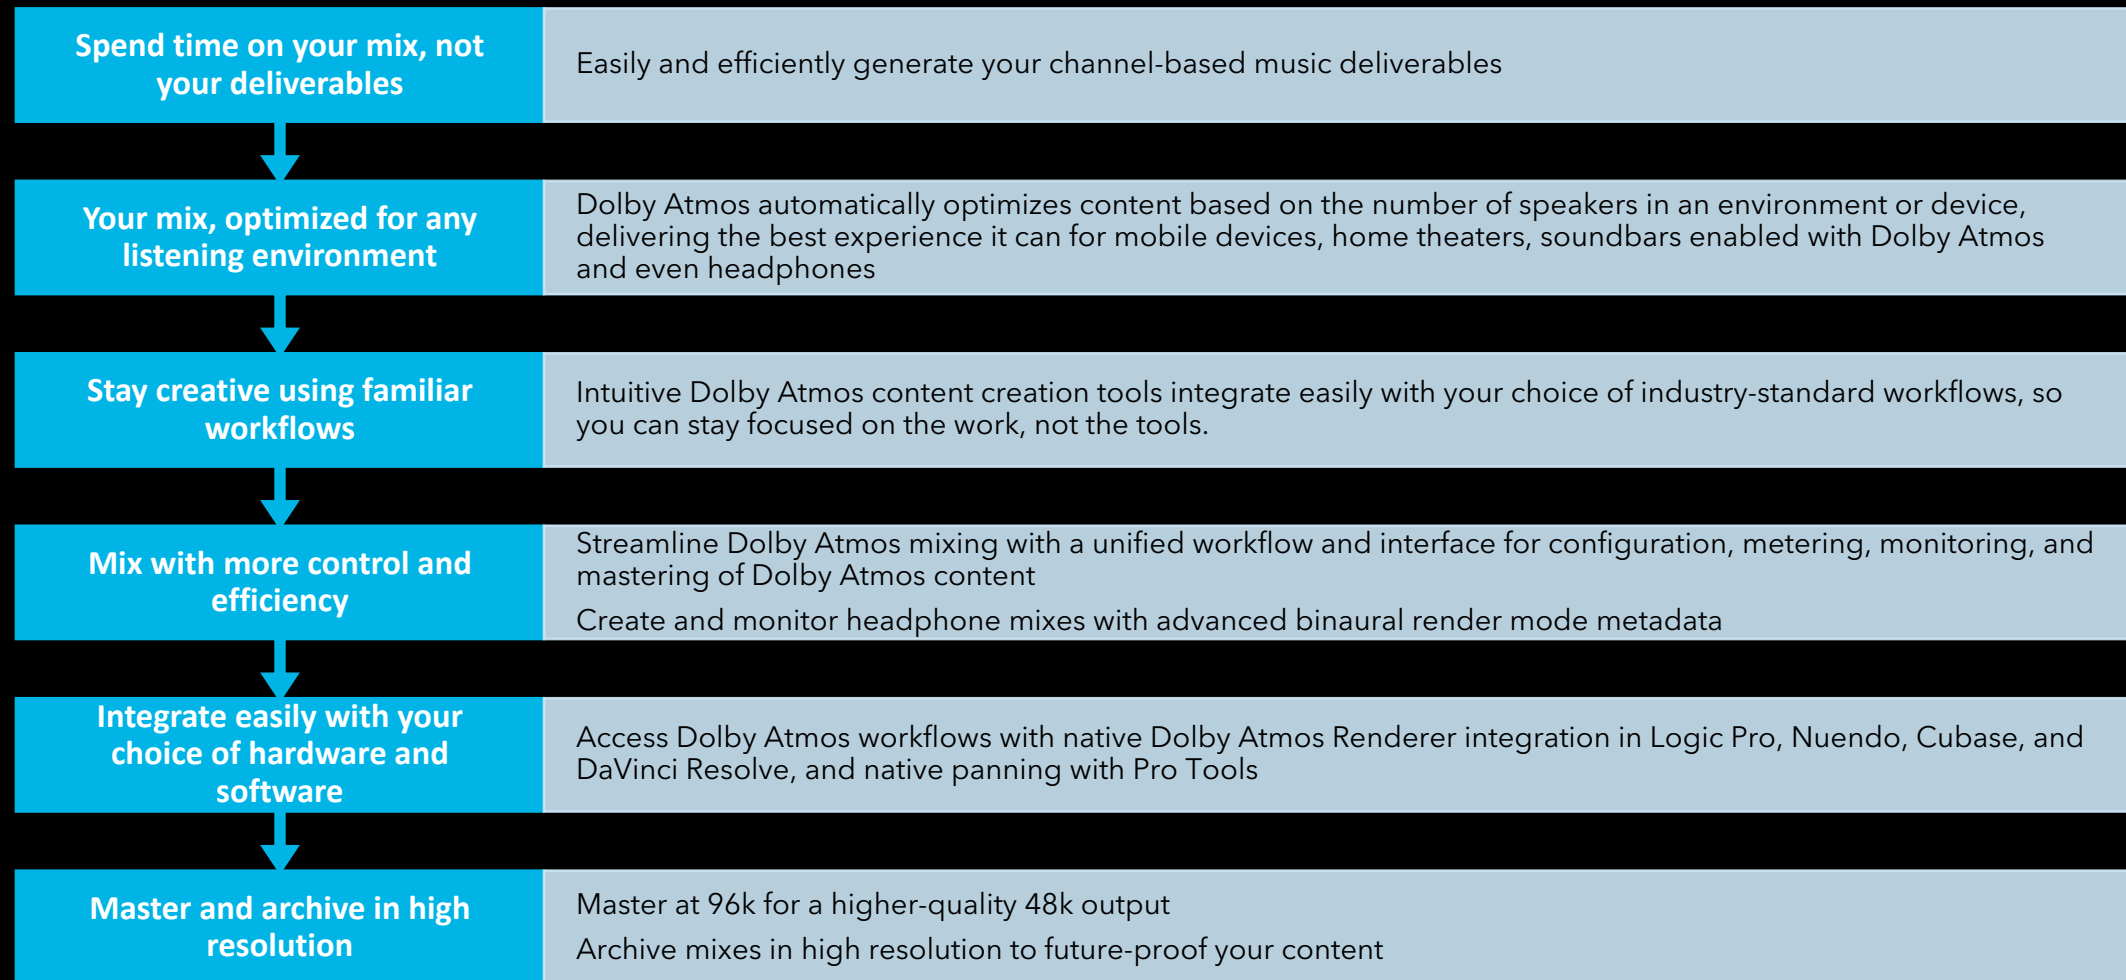 Spend time on your mix, not
your deliverables
Easily and efficiently generate your channel-based music deliverables
Your mix, optimized for any
listening environment
Dolby Atmos automatically optimizes content based on the number of speakers in an environment or device,
delivering the best experience it can for mobile devices, home theaters, soundbars enabled with Dolby Atmos
and even headphones
Stay creative using familiar
workflows
Intuitive Dolby Atmos content creation tools integrate easily with your choice of industry-standard workflows, so
you can stay focused on the work, not the tools.
Mix with more control and
efficiency
Streamline Dolby Atmos mixing with a unified workflow and interface for configuration, metering, monitoring, and
mastering of Dolby Atmos content
Create and monitor headphone mixes with advanced binaural render mode metadata
Integrate easily with your
choice of hardware and
software
Access Dolby Atmos workflows with native Dolby Atmos Renderer integration in Logic Pro, Nuendo, Cubase, and
DaVinci Resolve, and native panning with Pro Tools
Master and archive in high
resolution
Master at 96k for a higher-quality 48k output
Archive mixes in high resolution to future-proof your content